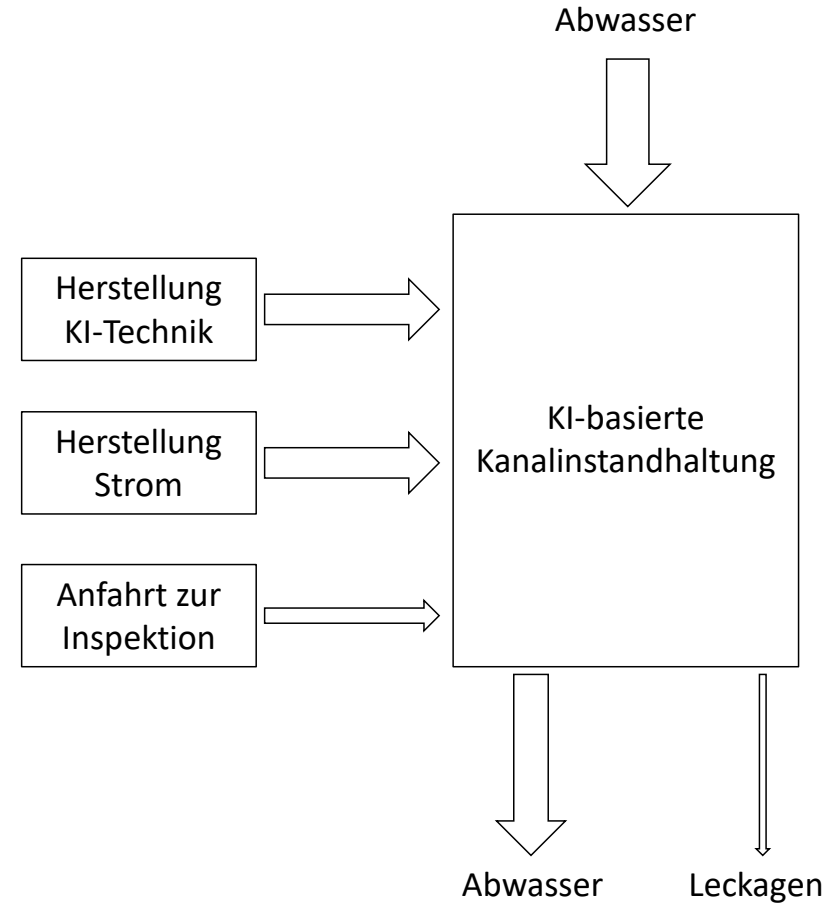 Abwasser
Herstellung
KI-Technik
Herstellung
Strom
Anfahrt zur
Inspektion
KI-basierte
Kanalinstandhaltung
Abwasser
Leckagen